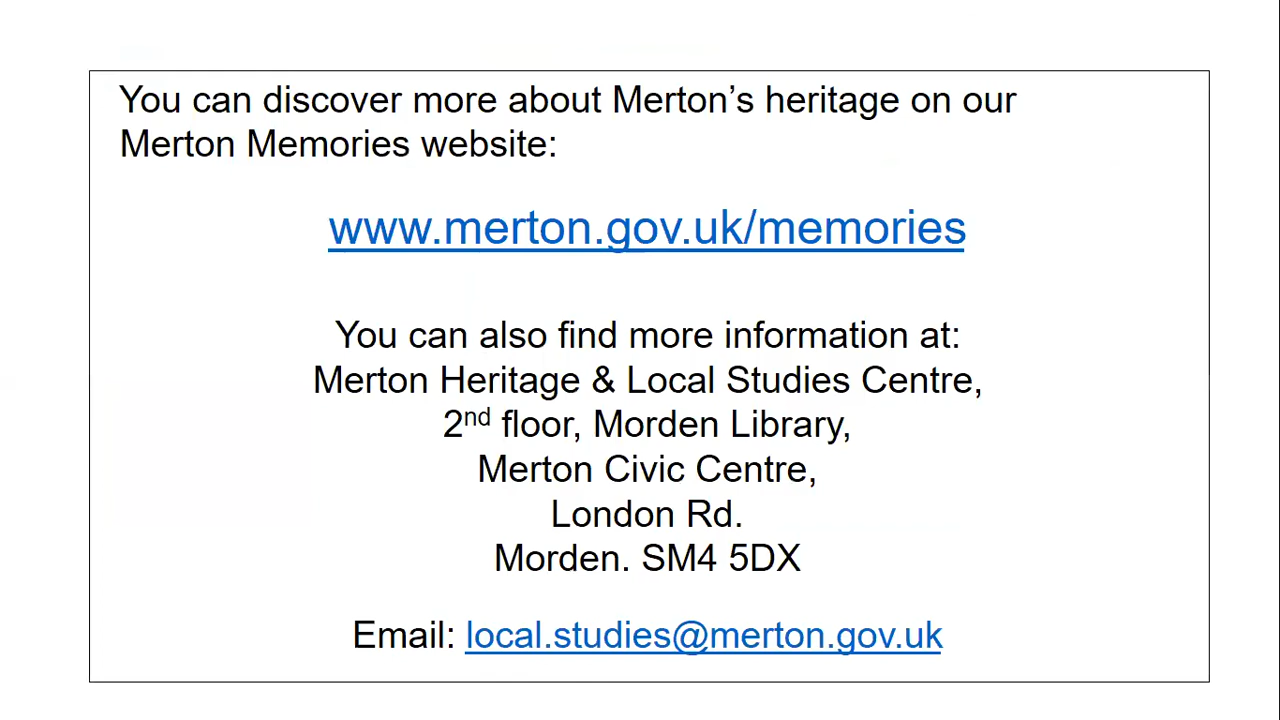 You can discover more about Merton’s heritage on our
Merton Memories website:
www.merton.gov.uk/memories
You can also find more information at:
Merton Heritage & Local Studies Centre,
2nd floor, Morden Library,
Merton Civic Centre,
London Rd.
Morden. SM4 5DX
Email: local.studies@merton.gov.uk